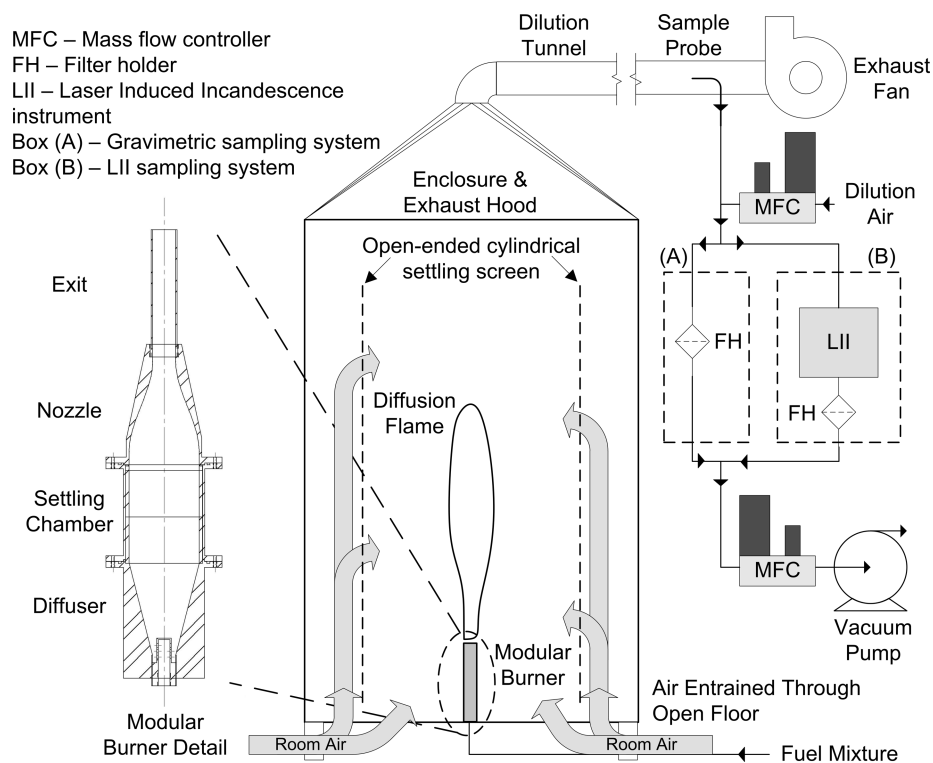 MFC – Mass flow controller
FH – Filter holder
LII – Laser Induced Incandescence
instrument
Box (A) – Gravimetric sampling system
Box (B) – LII sampling system
Dilution
Tunnel
Sample
Probe
Exhaust
Fan
Enclosure &
Exhaust Hood
MFC
Dilution
Air
Open-ended cylindrical
settling screen
(A)
(B)
Exit
FH
LII
Nozzle
Diffusion
Flame
FH
Settling
Chamber
MFC
Diffuser
Vacuum
Pump
Modular
Burner
Air Entrained Through
Open Floor
Modular
Burner Detail
Room Air
Room Air
Fuel Mixture